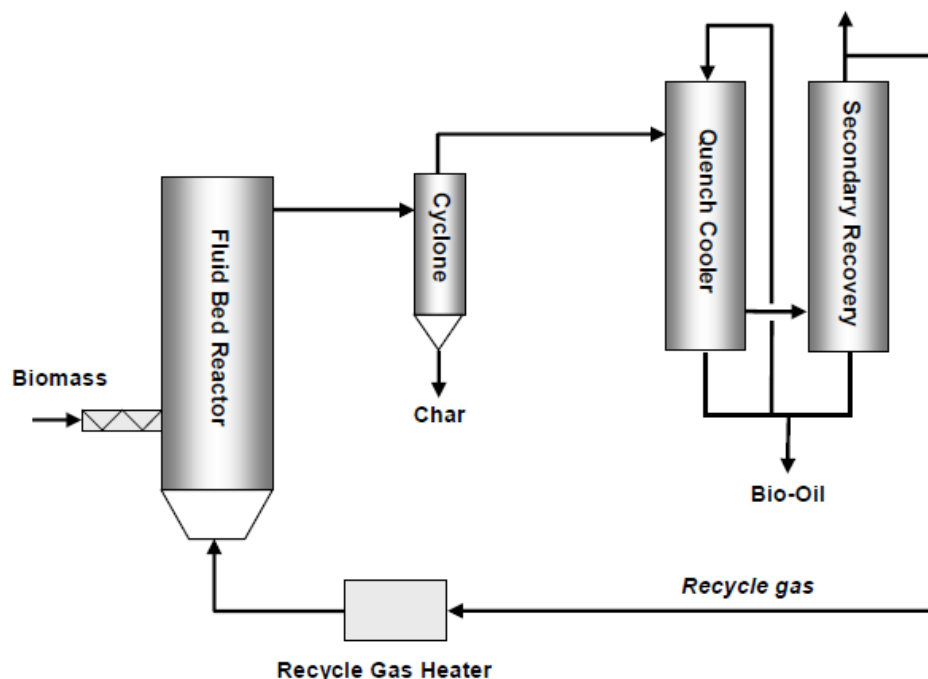 Biomass
Fluid Bed Reactor
Cyclone
Char
Quench Cooler
Secondary Recovery
Bio-Oil
Recycle gas
Recycle Gas Heater